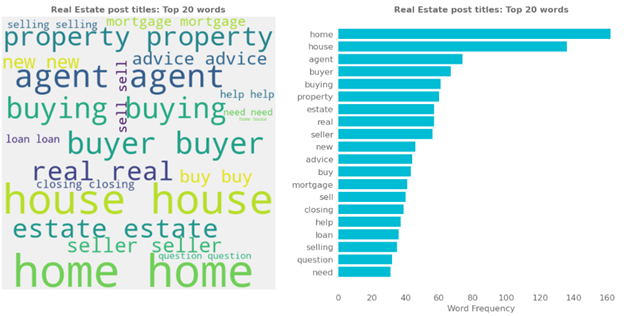 Real Estate post titles: Top 20 words
selling selling
mortgage mortgage
property property
new new
advice advice
agent agent
sell sell
help help
buying buying
need need
home house
loan loan
buyer buyer
real real
buy buy
closing closing
house house
estate estate
seller seller
question question
home home
Real Estate post titles: Top 20 words
home
house
agent
buyer
buying
property
estate
real
seller
new
advice
buy
mortgage
sell
closing
help
loan
selling
question
need
0 20 40 60 80 100 120 140 160
Word Frequency